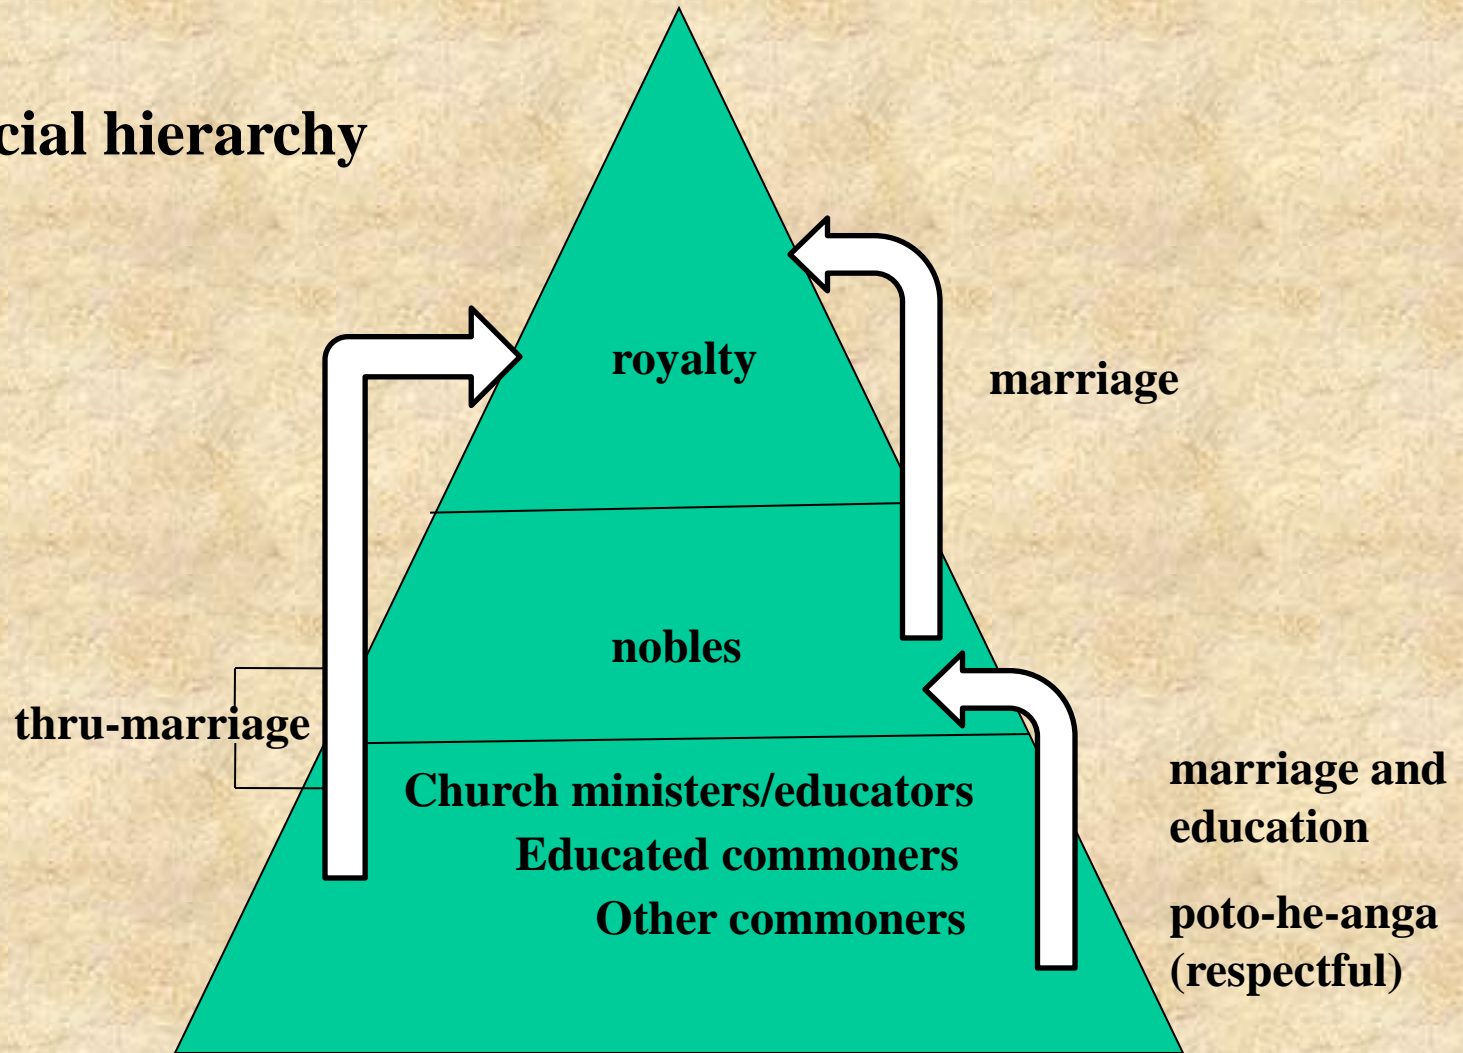 cial hierarchy
royalty
marriage
nobles
thru-marriage
Church ministers/educators
Educated commoners
Other commoners
marriage and
education
poto-he-anga
(respectful)